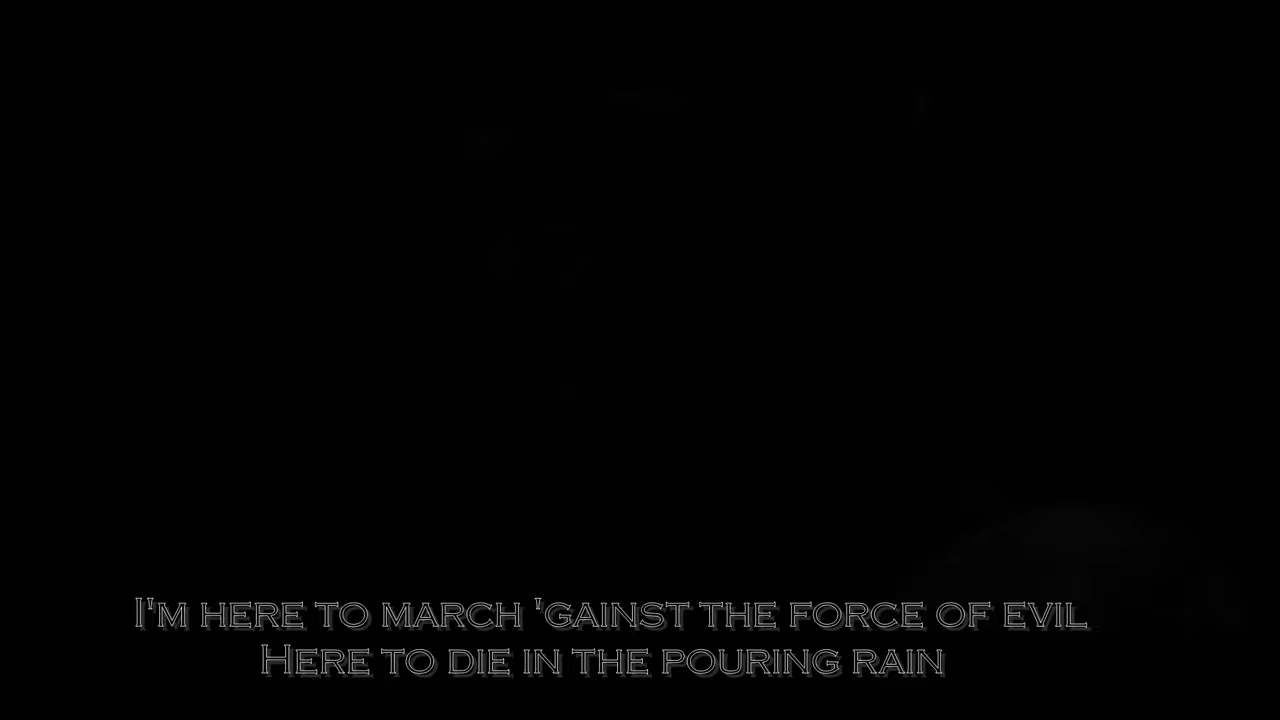 I'm here to march 'gainst the force of evil
Here to die in the pouring rain